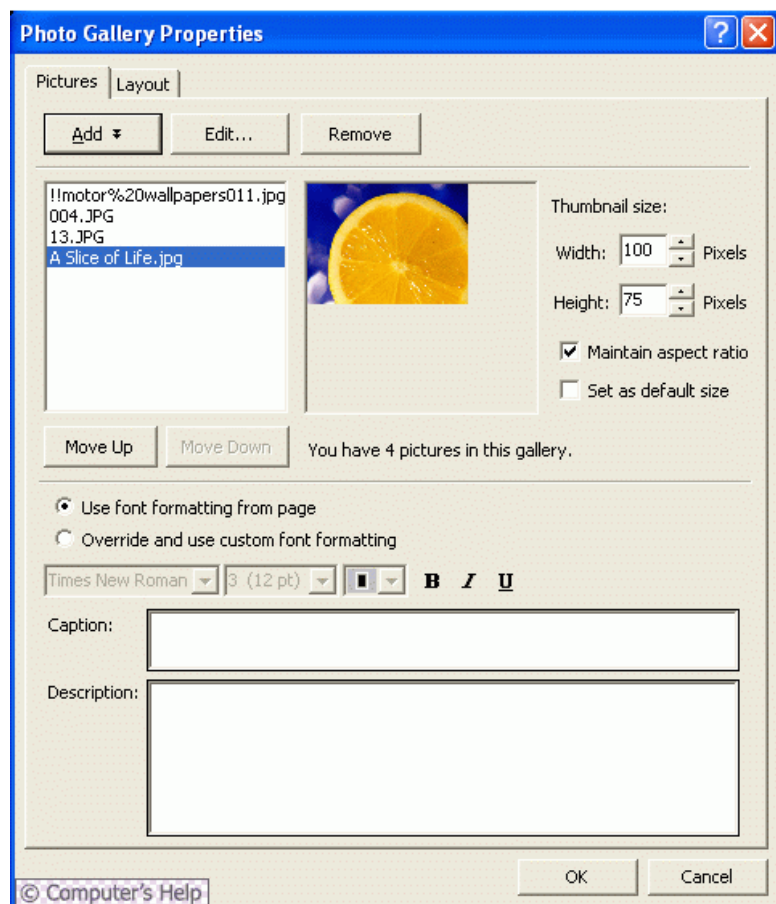 Photo Gallery Properties
Pictures Layout
Add Edit... Remove
!!motor%20wallpapers011.jpg
004.JPG
13.JPG
A Slice of Life.jpg
Thumbnail size:
Width: 100 Pixels
Height: 75 Pixels
Maintain aspect ratio
Set as default size
Move Up Move Down You have 4 pictures in this gallery.
Use font formatting from page
Override and use custom font formatting
Times New Roman 3 (12 pt) B I U
Caption:
Description:
OK Cancel
© Computer's Help